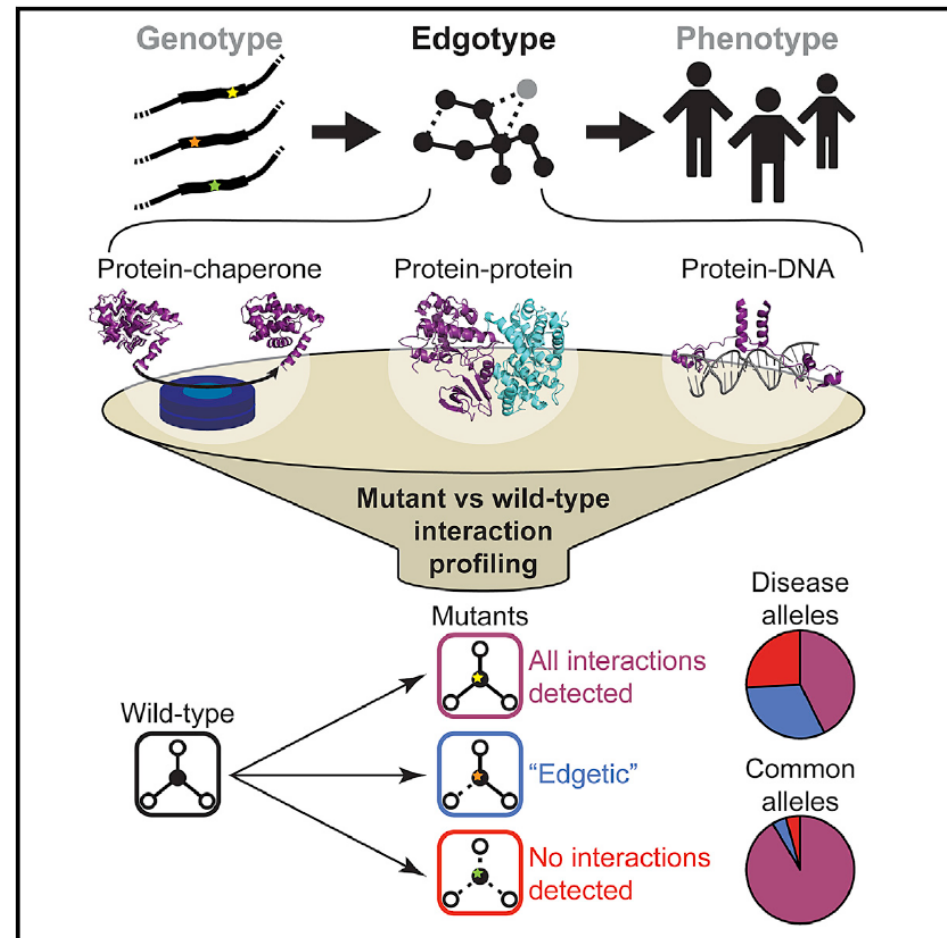 Genotype
Edgotype
Phenotype
Protein-chaperone
Protein-protein
Protein-DNA
Mutant vs wild-type
interaction
profiling
Mutants
Disease
alleles
All interactions
detected
Wild-type
“Edgetic”
Common
alleles
No interactions
detected